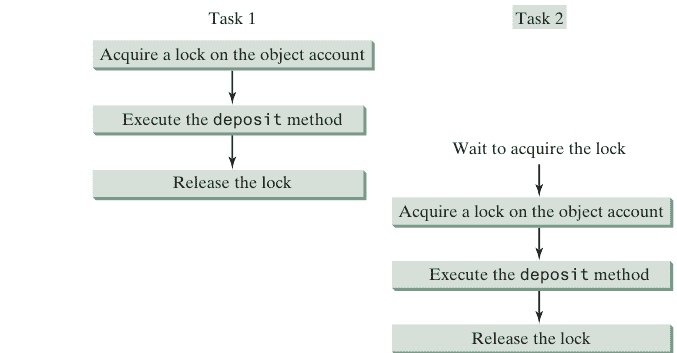 Task 1
Acquire a lock on the object account
Execute the deposit method
Release the lock
Task 2
Wait to acquire the lock
Acquire a lock on the object account
Execute the deposit method
Release the lock